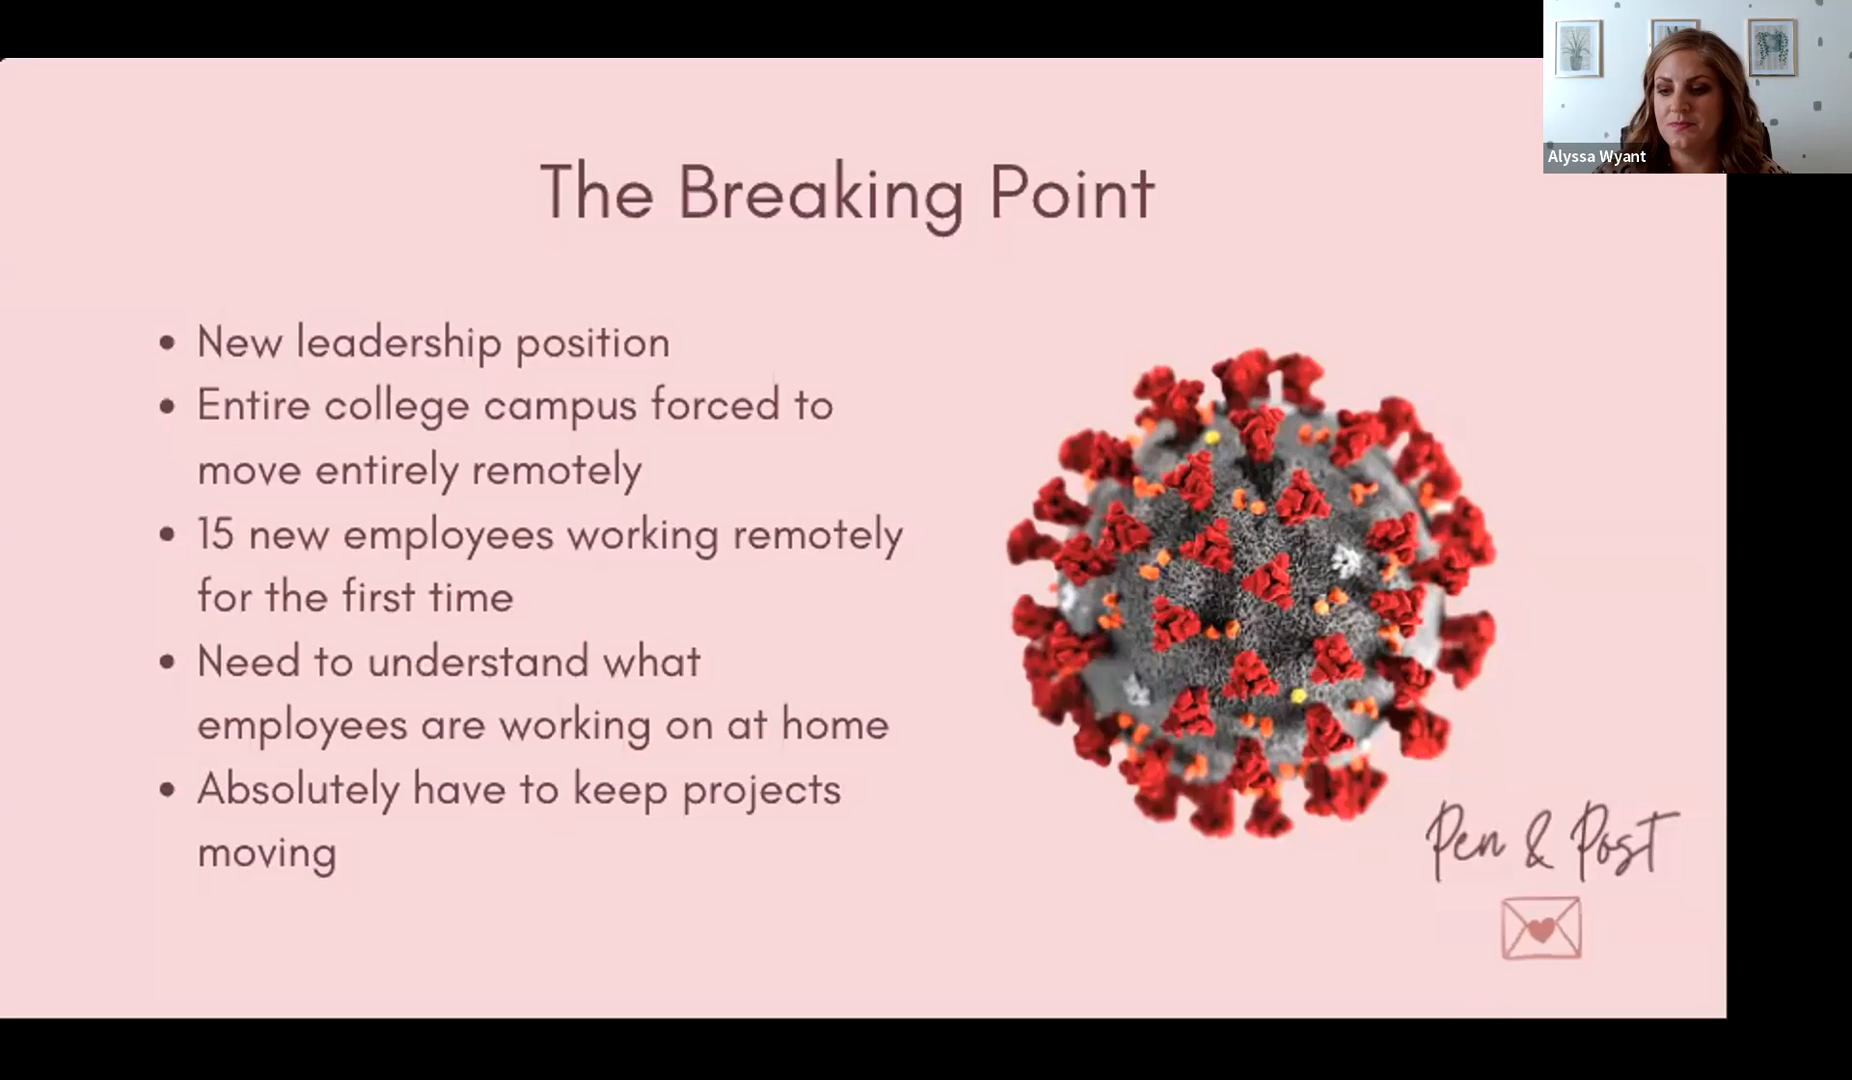 Alyssa Wyant
The Breaking Point
• New leadership position
• Entire college campus forced to
move entirely remotely
• 15 new employees working remotely
for the first time
• Need to understand what
employees are working on at home
• Absolutely have to keep projects
moving
Pen & Post